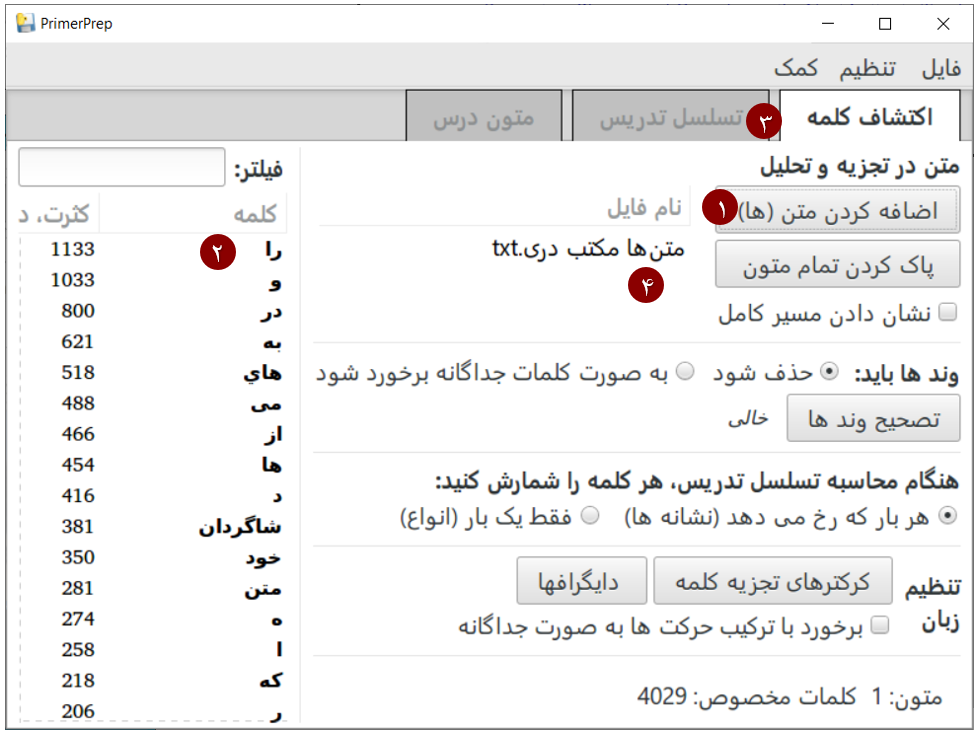 PrimerPrep
فایل تنظیم کمک
اکتشاف کلمه ۳ تسلسل تدریس متون درس
متن در تجزیه و تحلیل
اضافه کردن متن (ها) ۱
پاک کردن تمام متون
نشان دادن مسیر کامل
نام فایل
متن‌ها مکتب دری.txt
۴
وند ها باید: حذف شود به صورت کلمات جداگانه برخورد شود
تصحیح وند ها خالی
هنگام محاسبه تسلسل تدریس، هر کلمه را شمارش کنید:
هر بار که رخ می دهد (نشانه ها) فقط یک بار (انواع)
تنظیم زبان
کرکترهای تجزیه کلمه دایگرافها
برخورد با ترکیب حرکت ها به صورت جداگانه
متون: 1 کلمات مخصوص: 4029
فیلتر:
کلمه کثرت، د
را ۲ 1133
و 1033
در 800
به 621
هاي 518
می 488
از 466
ها 454
د 416
شاگردان 381
خود 350
متن 281
ه 274
ا 258
که 218
ر 206